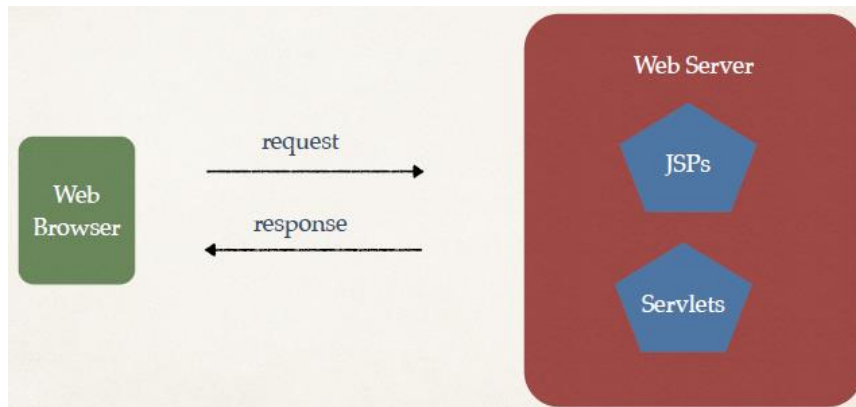 Web Server
request
JSPs
Web
Browser
response
Servlets